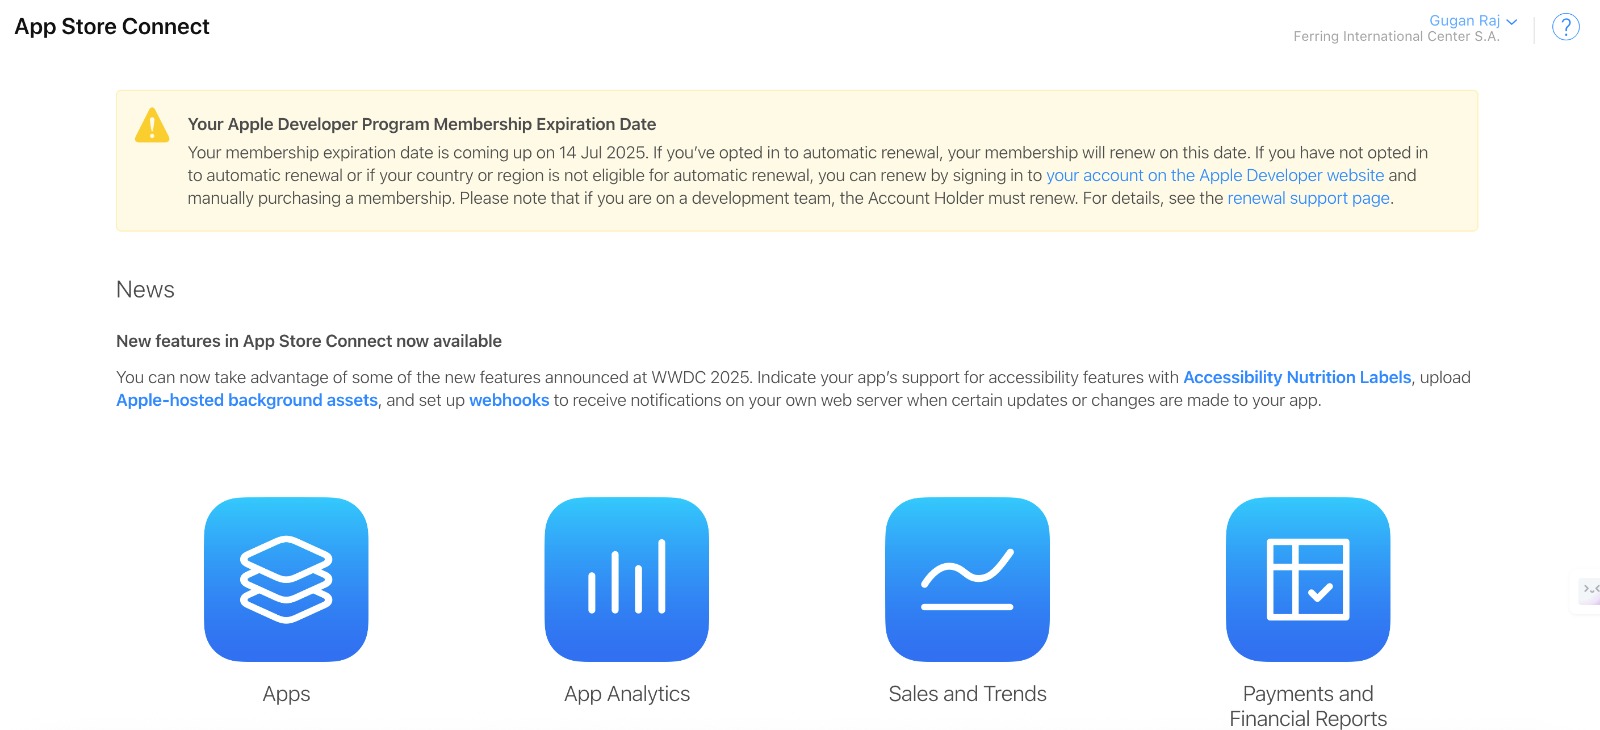 App Store Connect
Gugan Raj
Ferring International Center S.A.
?
Your Apple Developer Program Membership Expiration Date
Your membership expiration date is coming up on 14 Jul 2025. If you’ve opted in to automatic renewal, your membership will renew on this date. If you have not opted in
to automatic renewal or if your country or region is not eligible for automatic renewal, you can renew by signing in to your account on the Apple Developer website and
manually purchasing a membership. Please note that if you are on a development team, the Account Holder must renew. For details, see the renewal support page.
News
New features in App Store Connect now available
You can now take advantage of some of the new features announced at WWDC 2025. Indicate your app’s support for accessibility features with Accessibility Nutrition Labels, upload
Apple-hosted background assets, and set up webhooks to receive notifications on your own web server when certain updates or changes are made to your app.
Apps
App Analytics
Sales and Trends
Payments and
Financial Reports